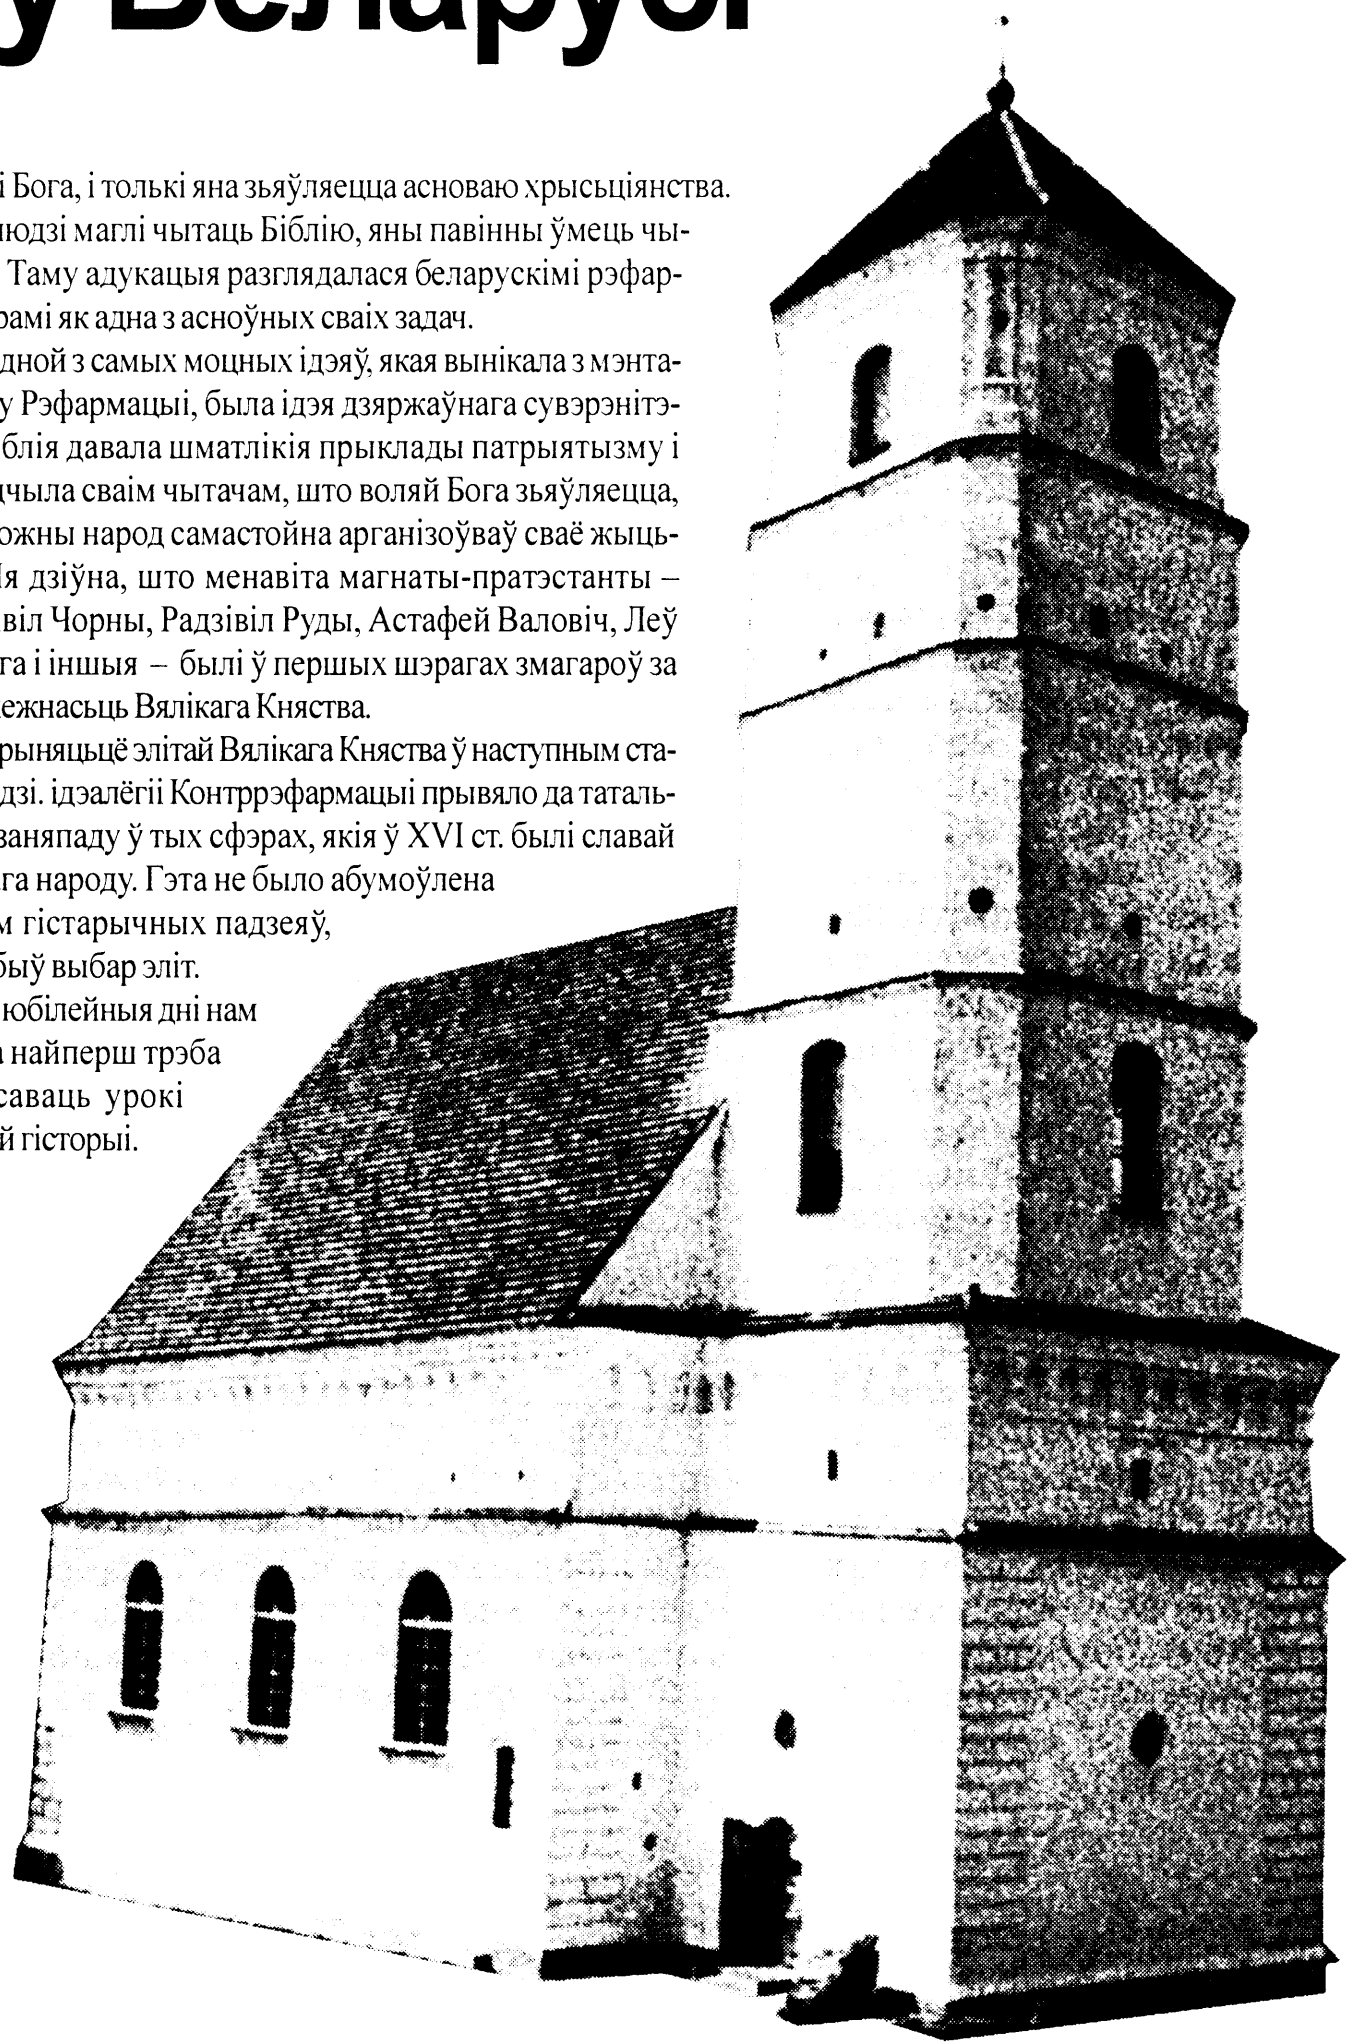 у Беларусі
і Бога, і толькі яна зьяўляецца асноваю хрысьціянства.
людзі маглі чытаць Біблію, яны павінны ўмець чы-
Таму адукацыя разглядалася беларускімі рэфар-
рамі як адна з асноўных сваіх задач.
дной з самых моцных ідэяў, якая вынікала з мэнта-
у Рэфармацыі, была ідэя дзяржаўнага сувэрэнітэ-
блія давала шматлікія прыклады патрыятызму і
дчыла сваім чытачам, што воляй Бога зьяўляецца,
ожны народ самастойна арганізоўваў сваё жыць-
Ня дзіўна, што менавіта магнаты-пратэстанты –
віл Чорны, Радзівіл Руды, Астафей Валовіч, Леў
га і іншыя – былі ў першых шэрагах змагароў за
лежнасьць Вялікага Княства.
рыняцьцё элітай Вялікага Княства ў наступным ста-
дзі. ідэалёгіі Контррэфармацыі прывяло да таталь-
заняпаду ў тых сфэрах, якія ў XVI ст. былі славай
га народу. Гэта не было абумоўлена
м гістарычных падзеяў,
быў выбар эліт.
юбілейныя дні нам
а найперш трэба
саваць урокі
й гісторыі.